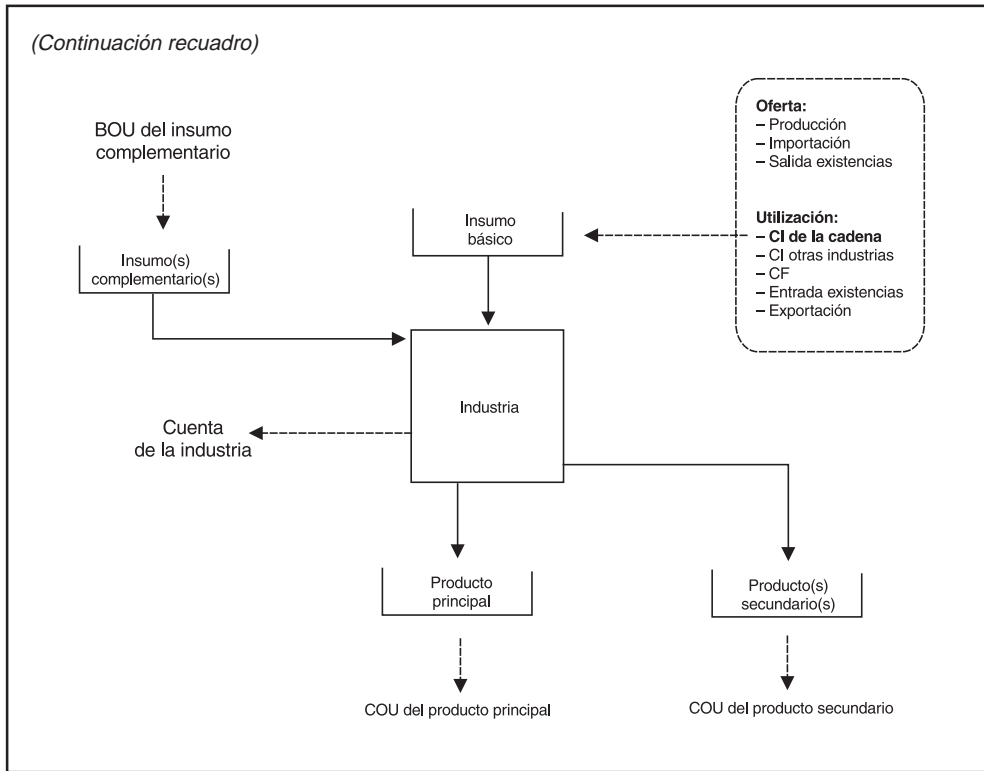 (Continuación recuadro)
BOU del insumo
complementario
Oferta:
– Producción
– Importación
– Salida existencias
Utilización:
– CI de la cadena
– CI otras industrias
– CF
– Entrada existencias
– Exportación
Insumo
básico
Insumo(s)
complementario(s)
Industria
Cuenta
de la industria
Producto
principal
Producto(s)
secundario(s)
COU del producto principal
COU del producto secundario